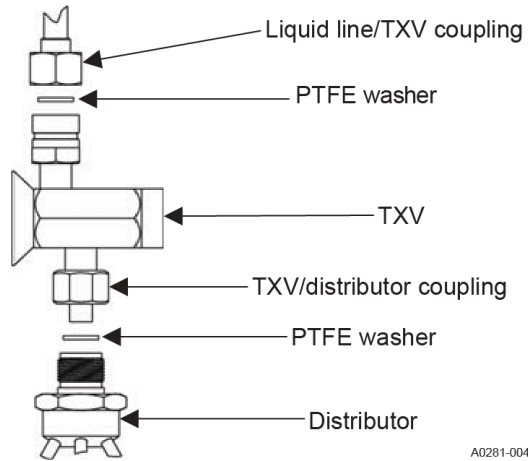 Liquid line/TXV coupling
PTFE washer
TXV
TXV/distributor coupling
PTFE washer
Distributor
A0281-004